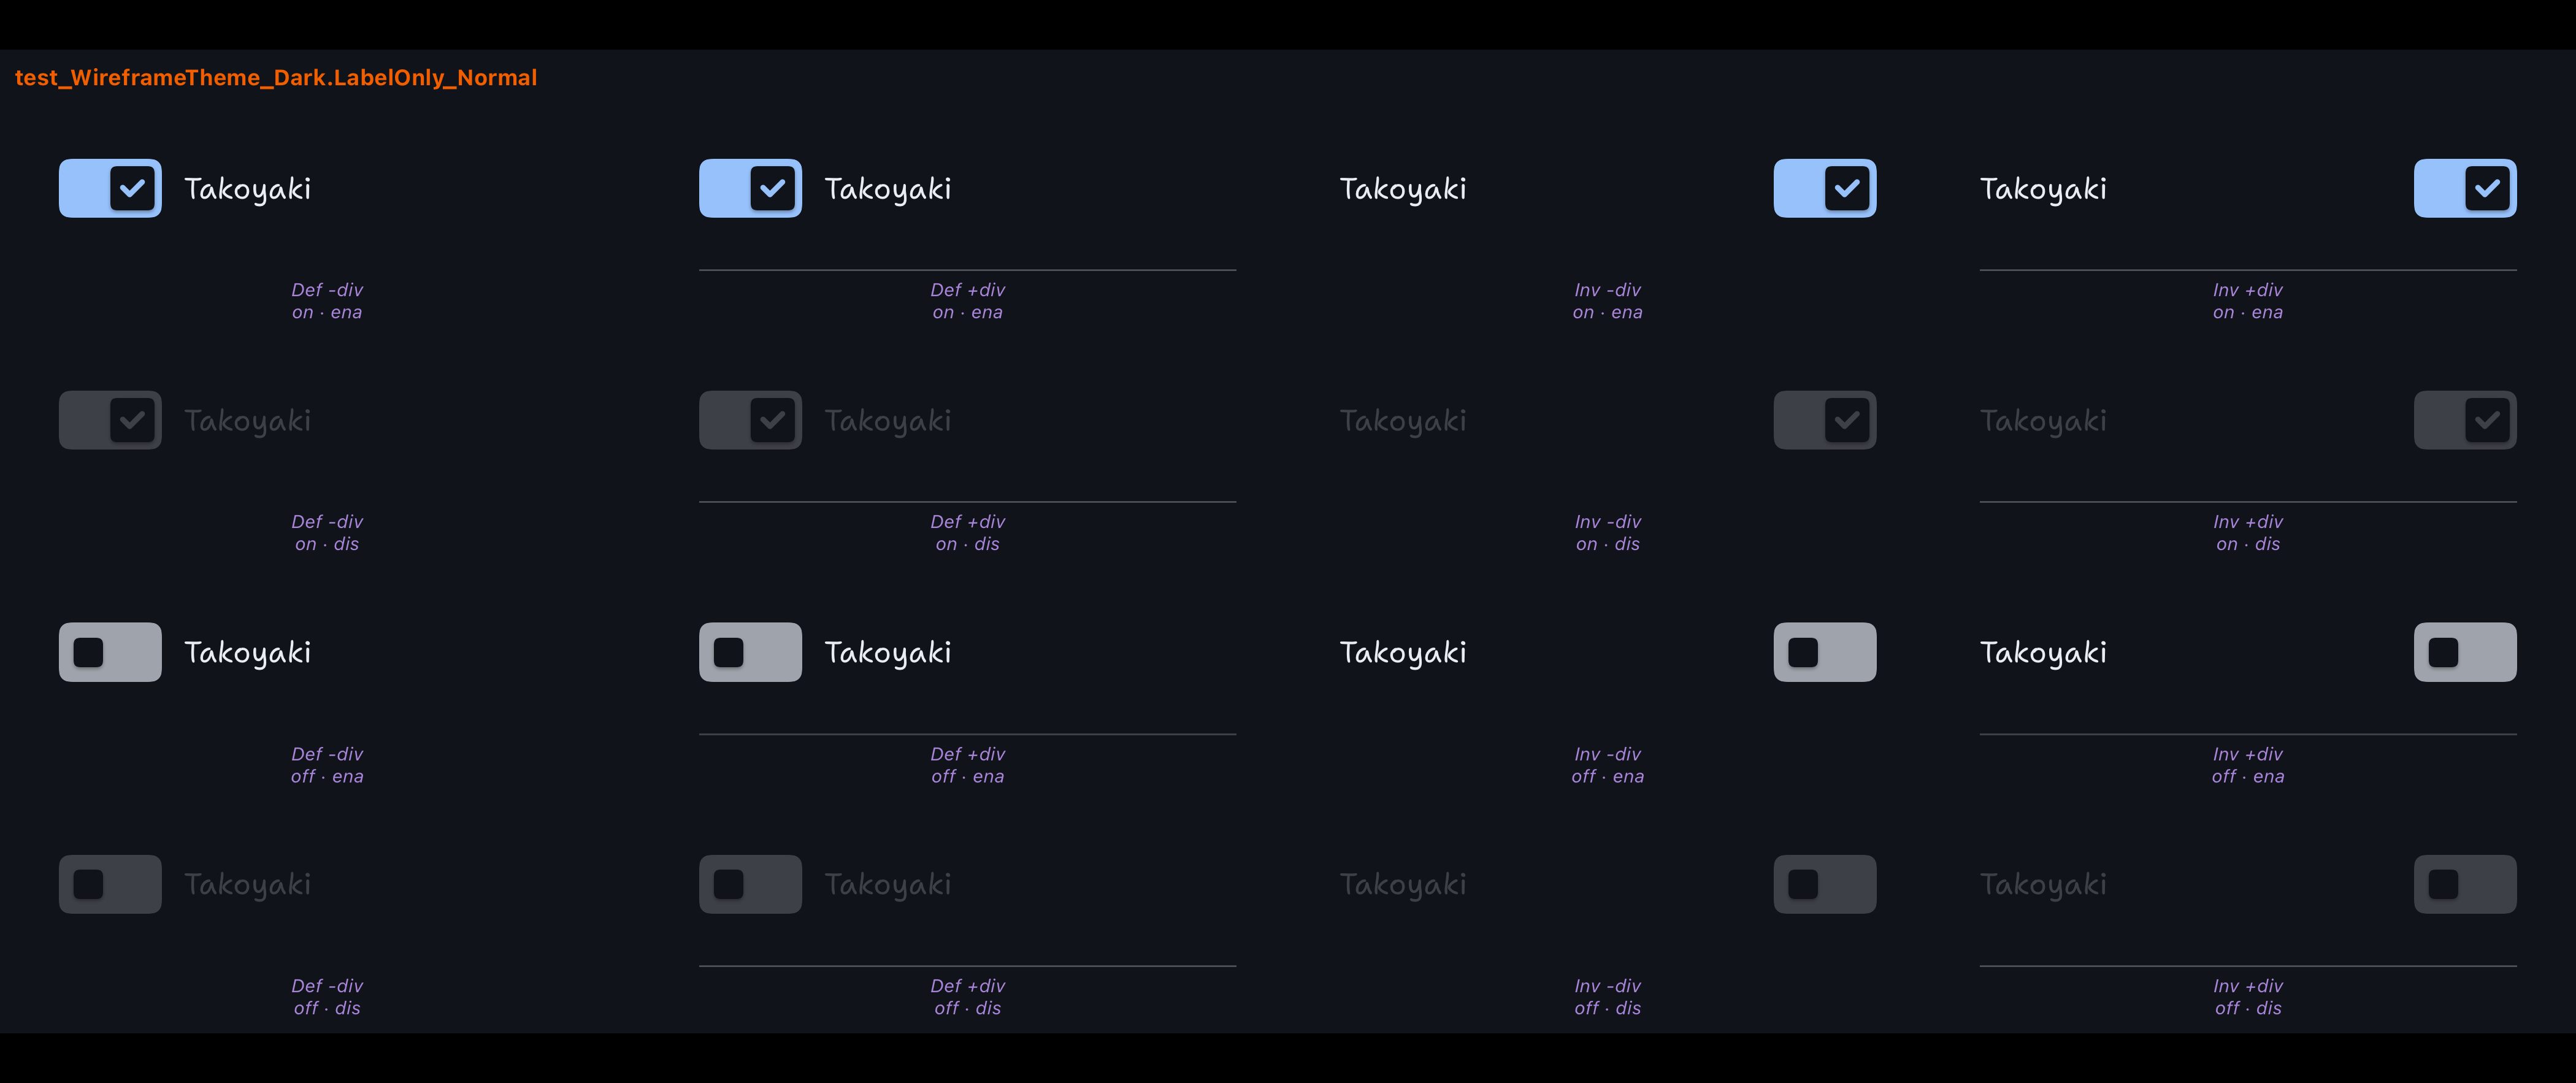 test_WireframeTheme_Dark.LabelOnly_Normal
Takoyaki
Takoyaki
Takoyaki
Takoyaki
Def -div
on · ena
Def +div
on · ena
Inv -div
on · ena
Inv +div
on · ena
Takoyaki
Takoyaki
Takoyaki
Takoyaki
Def -div
on · dis
Def +div
on · dis
Inv -div
on · dis
Inv +div
on · dis
Takoyaki
Takoyaki
Takoyaki
Takoyaki
Def -div
off · ena
Def +div
off · ena
Inv -div
off · ena
Inv +div
off · ena
Takoyaki
Takoyaki
Takoyaki
Takoyaki
Def -div
off · dis
Def +div
off · dis
Inv -div
off · dis
Inv +div
off · dis